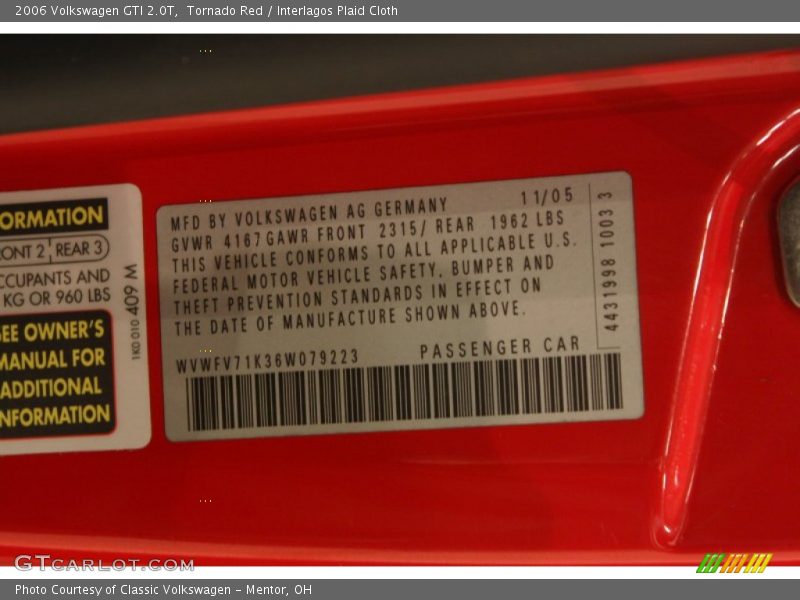 2006 Volkswagen GTI 2.0T, Tornado Red / Interlagos Plaid Cloth
ORMATION
RONT 2 REAR 3
CCUPANTS AND
KG OR 960 LBS
SEE OWNER'S
MANUAL FOR
ADDITIONAL
NFORMATION
1K0 010 409 M
MFD BY VOLKSWAGEN AG GERMANY 11/05
GVWR 4167 GAWR FRONT 2315/ REAR 1962 LBS
THIS VEHICLE CONFORMS TO ALL APPLICABLE U.S.
FEDERAL MOTOR VEHICLE SAFETY, BUMPER AND
THEFT PREVENTION STANDARDS IN EFFECT ON
THE DATE OF MANUFACTURE SHOWN ABOVE.
WVWFV71K36W079223 PASSENGER CAR
4431998 1003 3
GTCARLOT.COM
Photo Courtesy of Classic Volkswagen - Mentor, OH